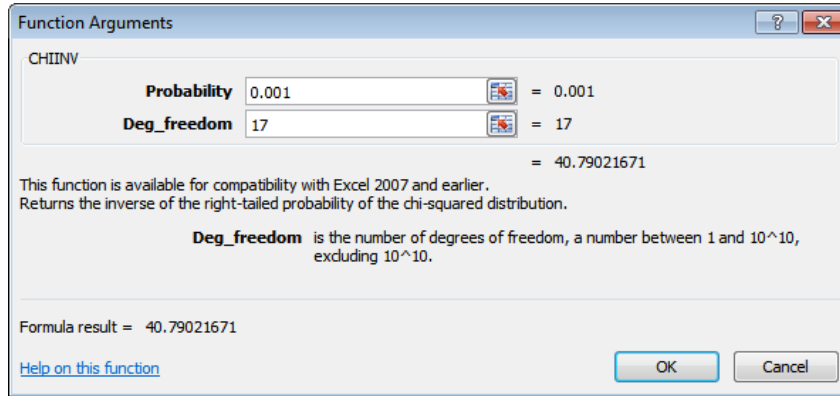 Function Arguments
CHIINV
Probability 0.001 = 0.001
Deg_freedom 17 = 17
= 40.79021671
This function is available for compatibility with Excel 2007 and earlier.
Returns the inverse of the right-tailed probability of the chi-squared distribution.
Deg_freedom is the number of degrees of freedom, a number between 1 and 10^10,
excluding 10^10.
Formula result = 40.79021671
Help on this function OK Cancel